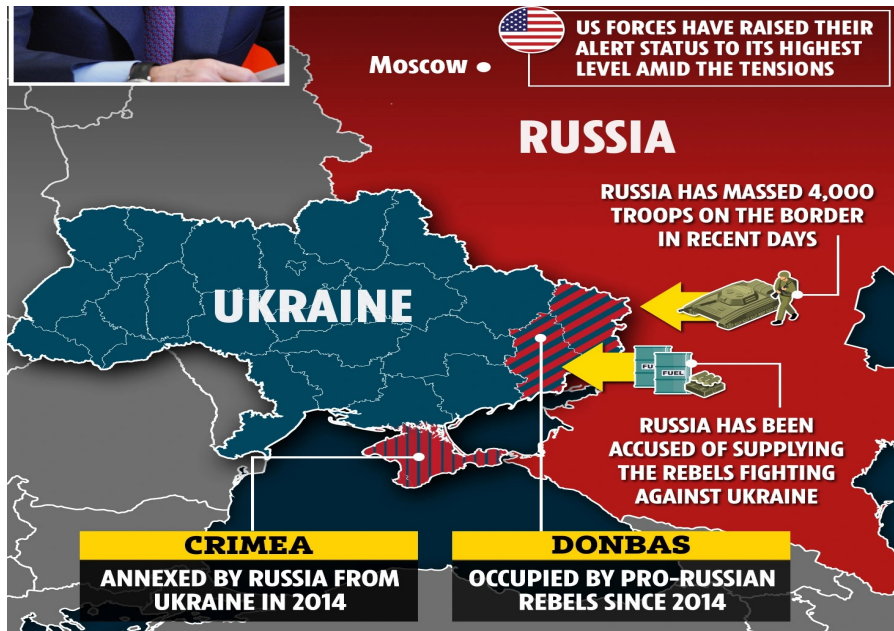 US FORCES HAVE RAISED THEIR
ALERT STATUS TO ITS HIGHEST
LEVEL AMID THE TENSIONS
Moscow
RUSSIA
RUSSIA HAS MASSED 4,000
TROOPS ON THE BORDER
IN RECENT DAYS
UKRAINE
FU
FUEL
RUSSIA HAS BEEN
ACCUSED OF SUPPLYING
THE REBELS FIGHTING
AGAINST UKRAINE
CRIMEA
ANNEXED BY RUSSIA FROM
UKRAINE IN 2014
DONBAS
OCCUPIED BY PRO-RUSSIAN
REBELS SINCE 2014